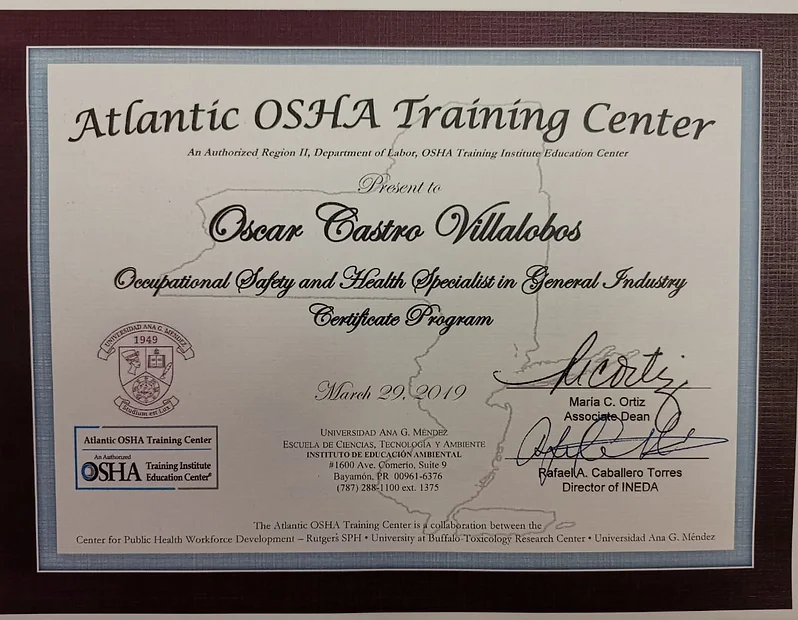 Atlantic OSHA Training Center
An Authorized Region II, Department of Labor, OSHA Training Institute Education Center
Present to
Oscar Castro Villalobos
Occupational Safety and Health Specialist in General Industry
Certificate Program
UNIVERSIDAD ANA G. MÉNDEZ
1949
Studium est Lux
March 29, 2019
María C. Ortiz
Associate Dean
Atlantic OSHA Training Center
An Authorized
OSHA Training Institute
Education Center
UNIVERSIDAD ANA G. MÉNDEZ
ESCUELA DE CIENCIAS, TECNOLOGÍA Y AMBIENTE
INSTITUTO DE EDUCACIÓN AMBIENTAL
#1600 Ave. Comerio, Suite 9
Bayamón, PR 00961-6376
(787) 288-1100 ext. 1375
Rafael A. Caballero Torres
Director of INEDA
The Atlantic OSHA Training Center is a collaboration between the
Center for Public Health Workforce Development – Rutgers SPH • University at Buffalo Toxicology Research Center • Universidad Ana G. Méndez